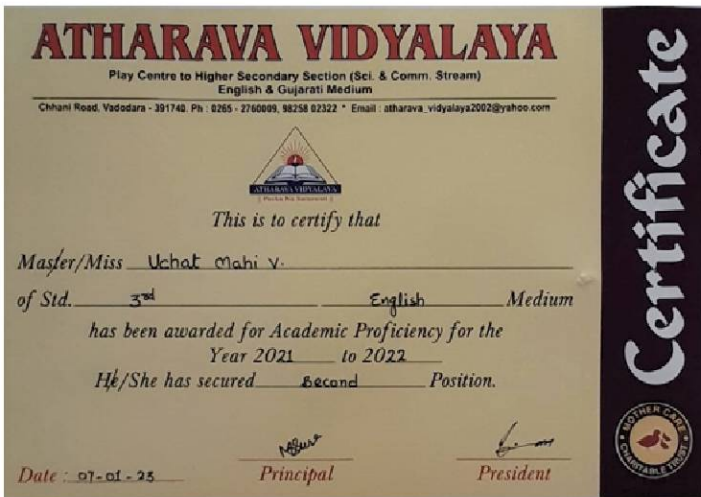 ATHARAVA VIDYALAYA
Play Centre to Higher Secondary Section (Sci. & Comm. Stream)
English & Gujarati Medium
Chhani Road, Vadodara - 391740. Ph : 0265 - 2760009, 98258 02322 * Email : atharava_vidyalaya2002@yahoo.com
ATHARAVA VIDYALAYA
This is to certify that
Master/Miss Uchat Mahi V.
of Std. 3rd English Medium
has been awarded for Academic Proficiency for the
Year 2021 to 2022
He/She has secured Second Position.
Date : 07-01-23
Principal
President
Certificate
MOTHER CARE
CHARITABLE TRUST